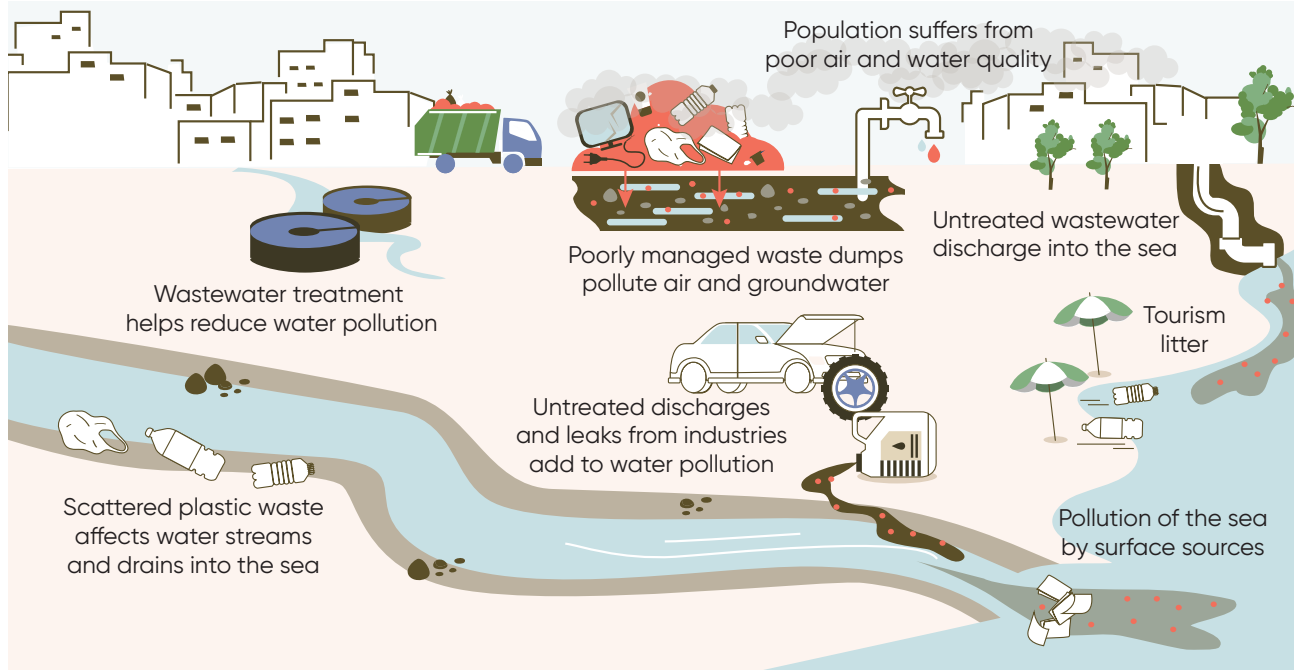 Population suffers from
poor air and water quality
Untreated wastewater
discharge into the sea
Poorly managed waste dumps
pollute air and groundwater
Wastewater treatment
helps reduce water pollution
Tourism
litter
Untreated discharges
and leaks from industries
add to water pollution
Scattered plastic waste
affects water streams
and drains into the sea
Pollution of the sea
by surface sources